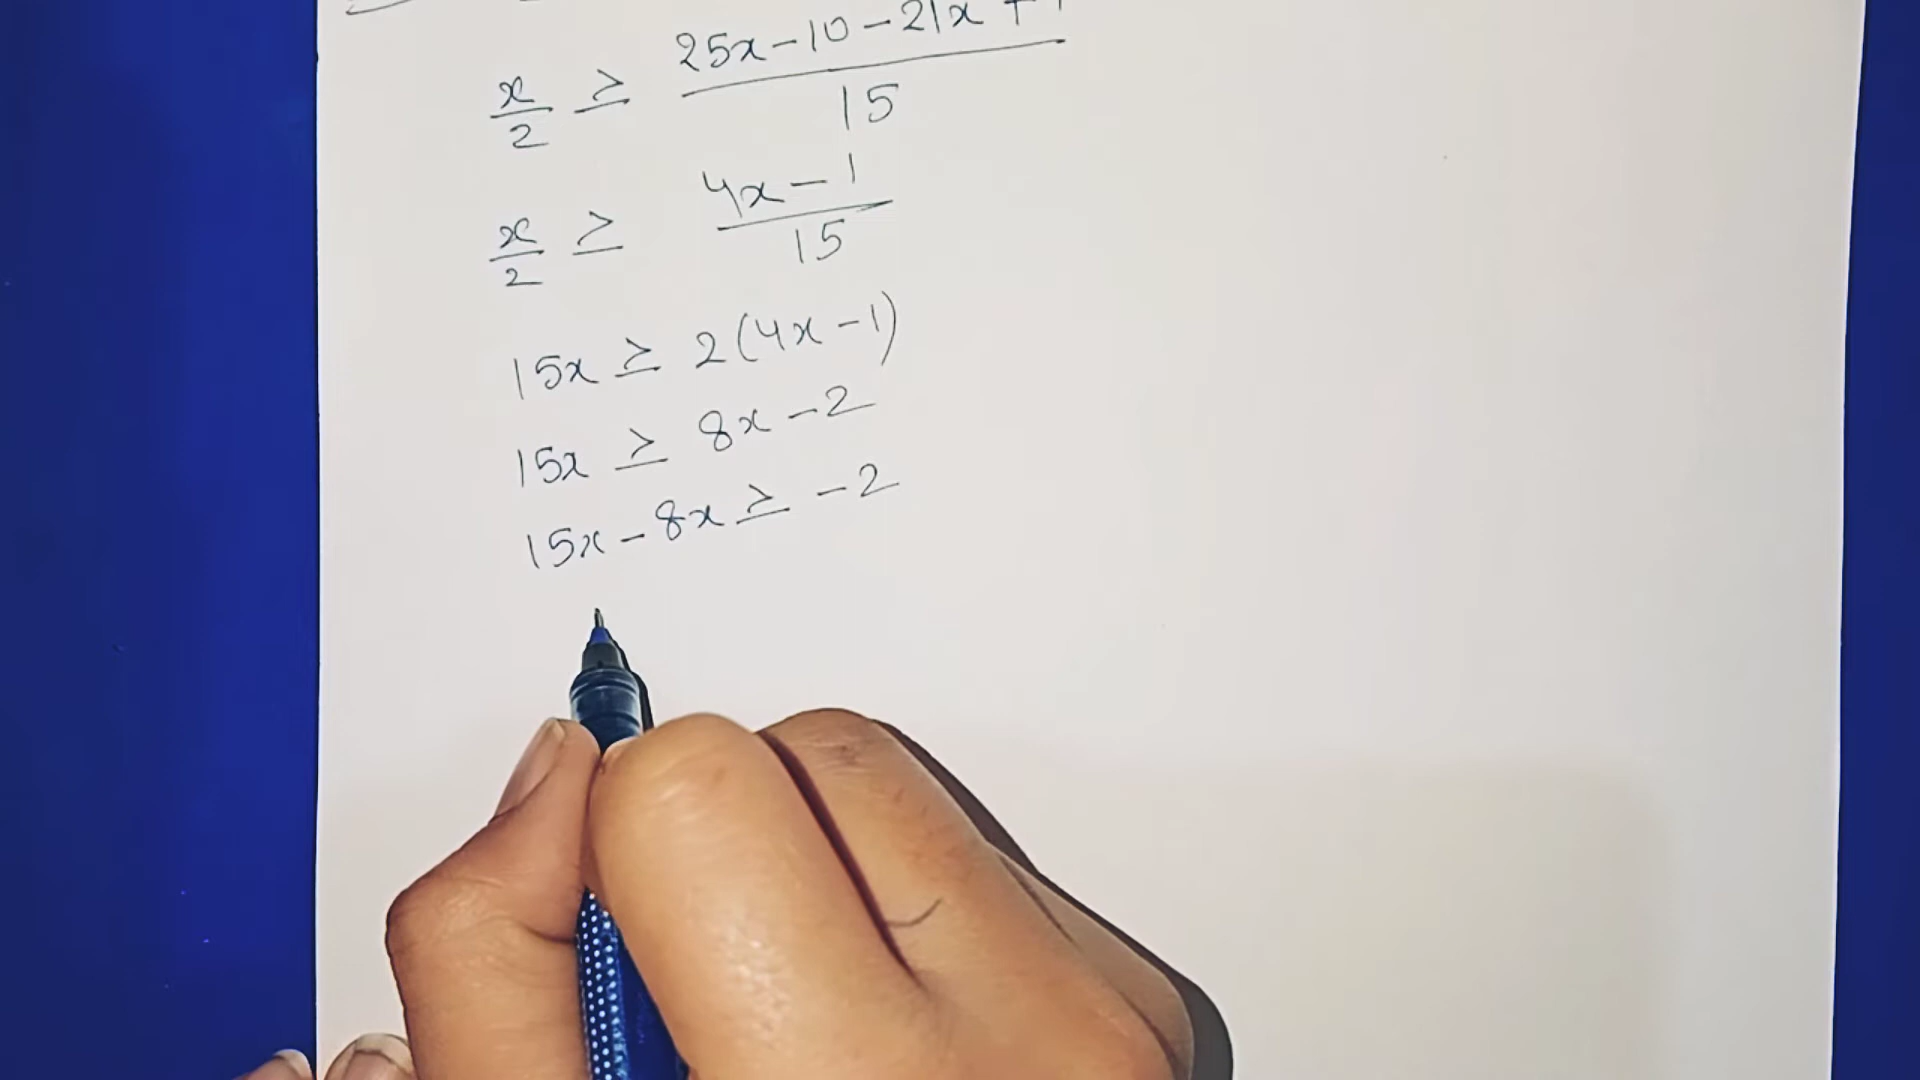 x/2 ≥ (25x-10-21x+)/15
x/2 ≥ (4x-1)/15
15x ≥ 2(4x-1)
15x ≥ 8x-2
15x-8x ≥ -2